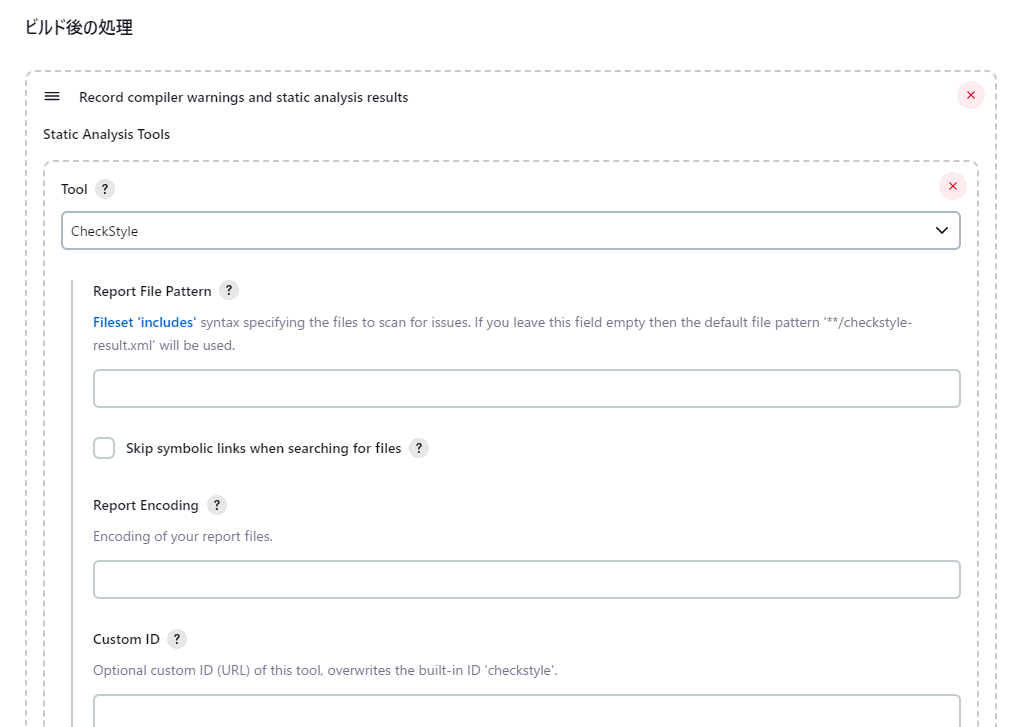 ビルド後の処理
Record compiler warnings and static analysis results
Static Analysis Tools
Tool ?
CheckStyle
Report File Pattern ?
Fileset 'includes' syntax specifying the files to scan for issues. If you leave this field empty then the default file pattern '**/checkstyle-
result.xml' will be used.
Skip symbolic links when searching for files ?
Report Encoding ?
Encoding of your report files.
Custom ID ?
Optional custom ID (URL) of this tool, overwrites the built-in ID 'checkstyle'.